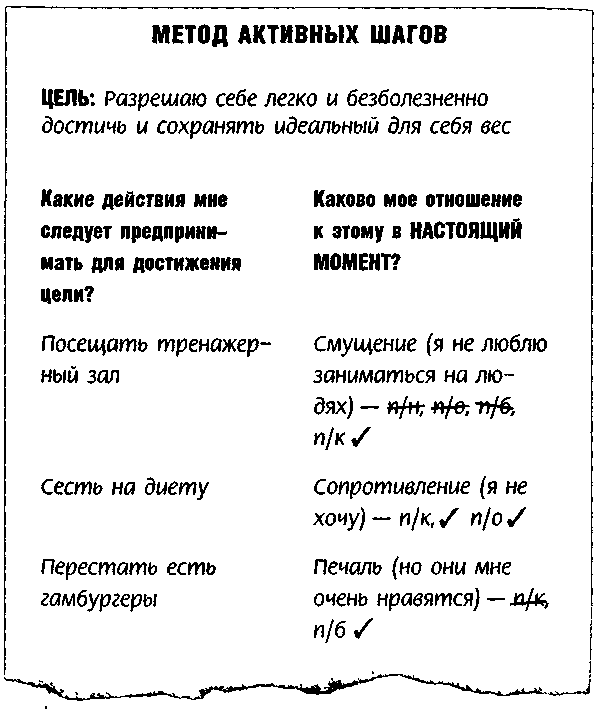 МЕТОД АКТИВНЫХ ШАГОВ
ЦЕЛЬ: Разрешаю себе легко и безболезненно
достичь и сохранять идеальный для себя вес
Какие действия мне
следует предприни-
мать для достижения
цели?
Каково мое отношение
к этому в НАСТОЯЩИЙ
МОМЕНТ?
Посещать тренажер-
ный зал
Смущение (я не люблю
заниматься на лю-
дях) — п/н, п/о, п/б,
п/к ✓
Сесть на диету
Сопротивление (я не
хочу) — п/к, ✓ п/о ✓
Перестать есть
гамбургеры
Печаль (но они мне
очень нравятся) — п/к,
п/б ✓